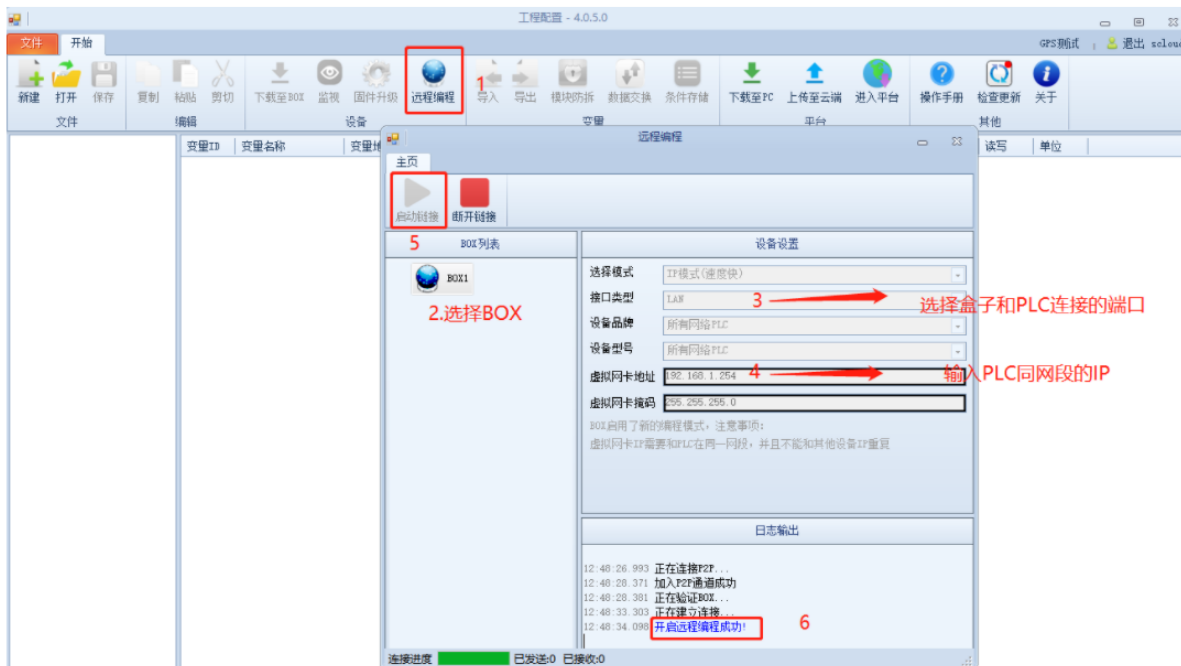 工程配置 - 4.0.5.0
文件 开始 GPS测试 退出
新建 打开 保存 复制 粘贴 剪切 下载至BOX 监视 固件升级 远程编程 1 导入 导出 模块防拆 数据交换 条件存储 下载至PC 上传至云端 进入平台 操作手册 检查更新 关于
文件 编辑 设备 变量 平台 其他
变量ID 变量名称 读写 单位
远程编程
主页
启动链接 断开链接
5 BOX列表 设备设置
BOX1
2.选择BOX
选择模式 IP模式(速度快)
接口类型 LAN 3 选择盒子和PLC连接的端口
设备品牌 所有网络PLC
设备型号 所有网络PLC
虚拟网卡地址 192.168.1.254 4 输入PLC同网段的IP
虚拟网卡掩码 255.255.255.0
BOX启用了新的编程模式，注意事项：
虚拟网卡IP需要和PLC在同一网段，并且不能和其他设备IP重复
日志输出
12:48:26.993 正在连接P2P...
12:48:28.371 加入P2P通道成功
12:48:28.381 正在验证BOX...
12:48:33.303 正在建立连接...
12:48:34.098 开启远程编程成功! 6
连接进度 已发送:0 已接收:0